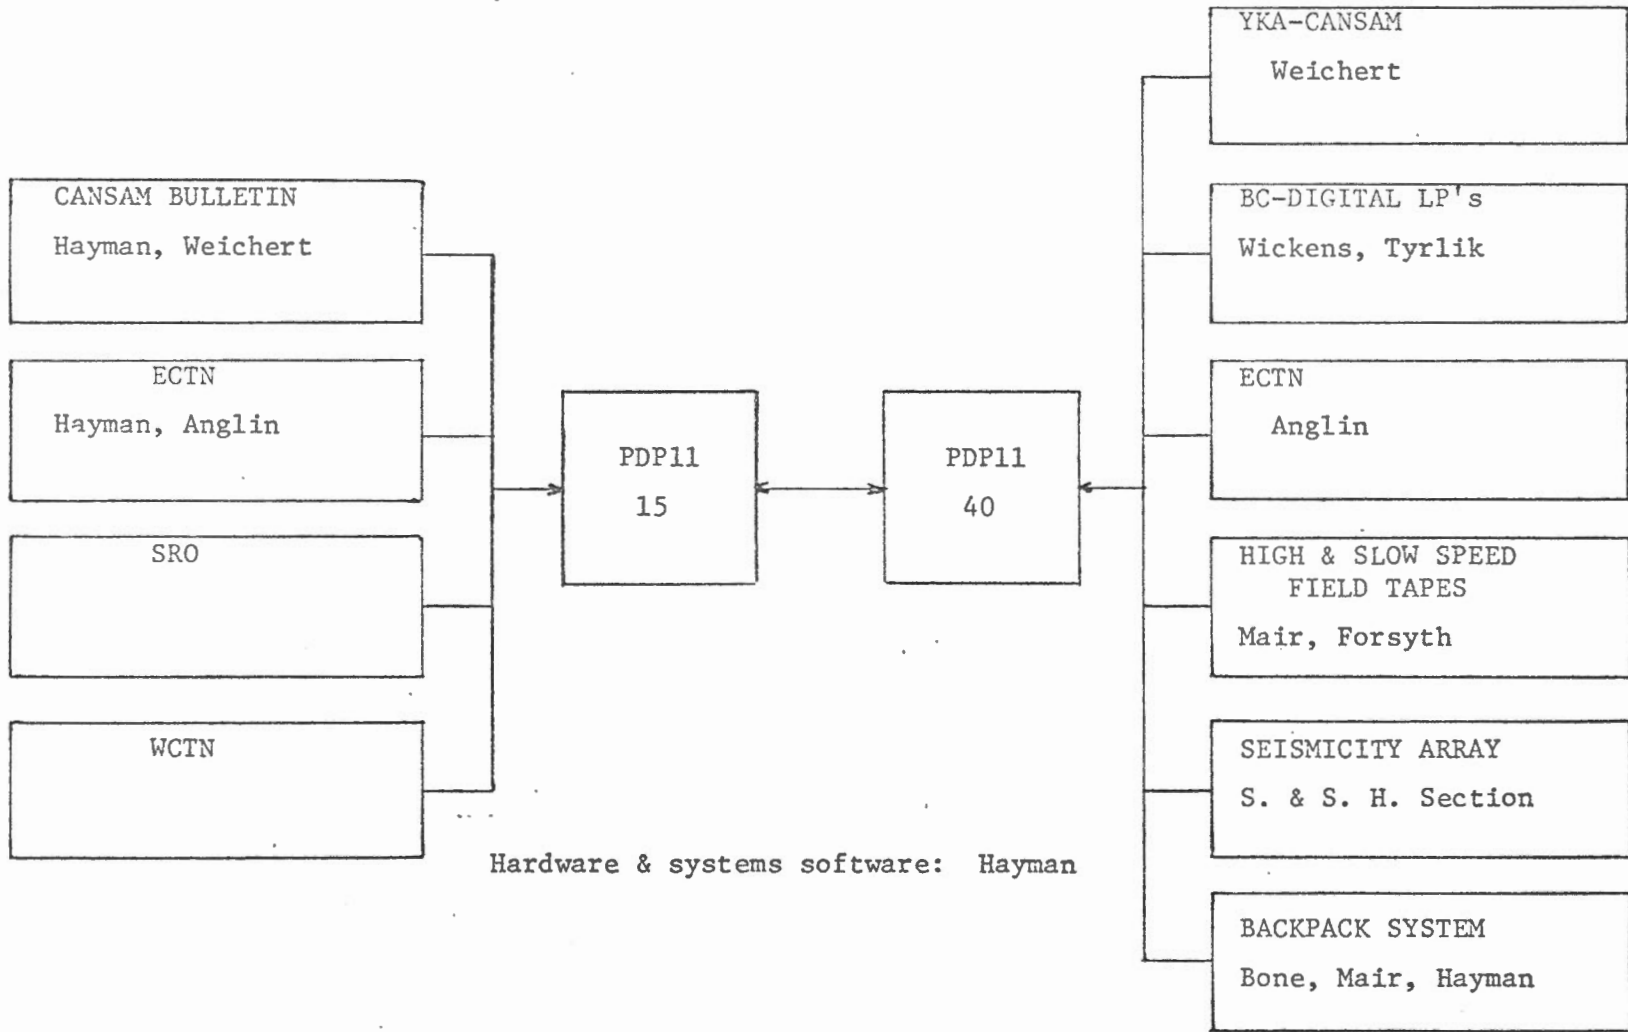 CANSAM BULLETIN
Hayman, Weichert
ECTN
Hayman, Anglin
SRO
WCTN
PDP11
15
PDP11
40
YKA-CANSAM
Weichert
BC-DIGITAL LP's
Wickens, Tyrlik
ECTN
Anglin
HIGH & SLOW SPEED
FIELD TAPES
Mair, Forsyth
SEISMICITY ARRAY
S. & S. H. Section
BACKPACK SYSTEM
Bone, Mair, Hayman
Hardware & systems software: Hayman